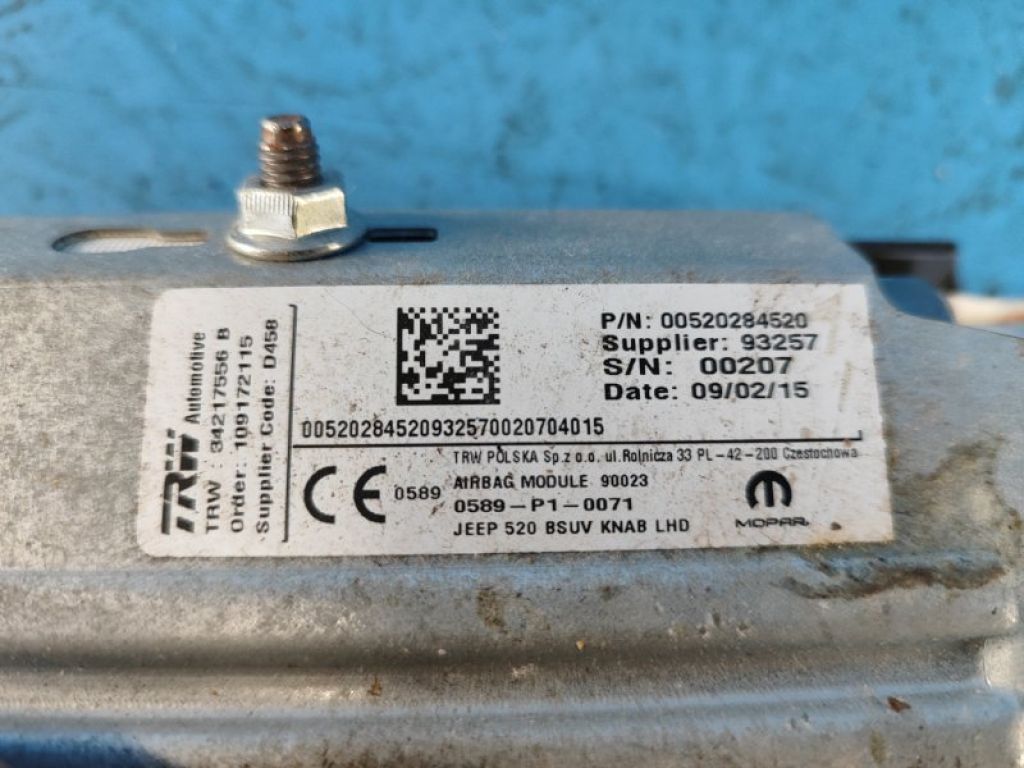 TRW Automotive
TRW : 34217556 B
Order: 109172115
Supplier Code: D458
P/N: 00520284520
Supplier: 93257
S/N: 00207
Date: 09/02/15
00520284520932570020704015
TRW POLSKA Sp.z o.o. ul.Rolnicza 33 PL-42-200 Czestochowa
CE 0589
AIRBAG MODULE 90023
0589-P1-0071
JEEP 520 BSUV KNAB LHD
MOPAR